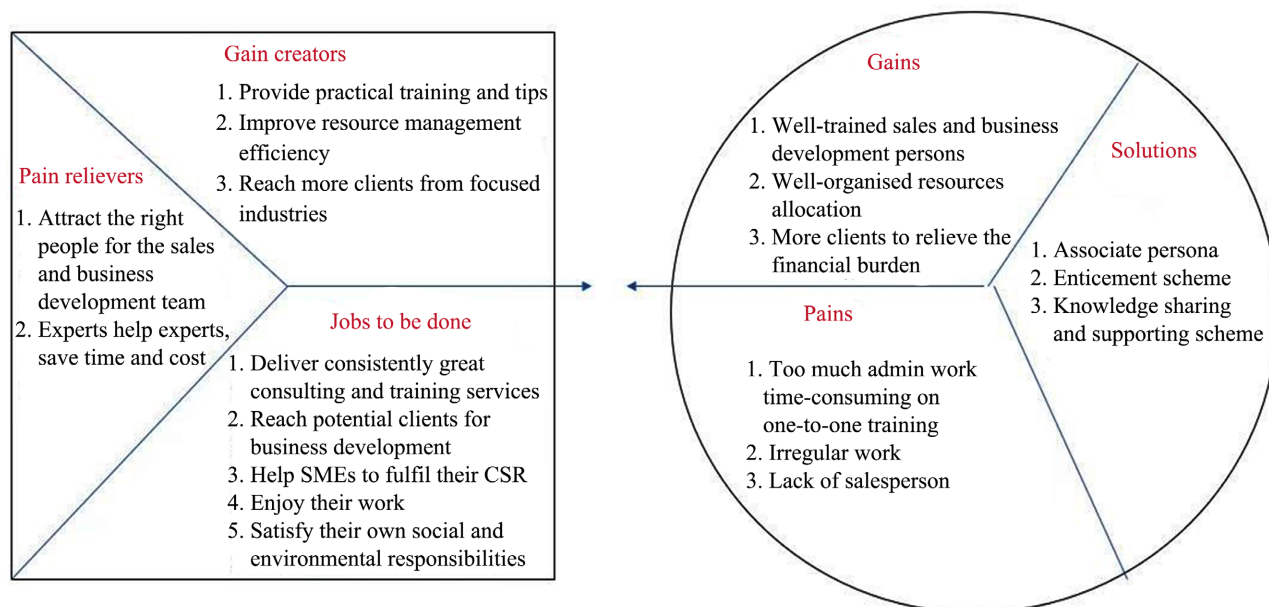 Gain creators
1. Provide practical training and tips
2. Improve resource management
efficiency
3. Reach more clients from focused
industries
Pain relievers
1. Attract the right
people for the sales
and business
development team
2. Experts help experts,
save time and cost
Jobs to be done
1. Deliver consistently great
consulting and training services
2. Reach potential clients for
business development
3. Help SMEs to fulfil their CSR
4. Enjoy their work
5. Satisfy their own social and
environmental responsibilities
Gains
1. Well-trained sales and business
development persons
2. Well-organised resources
allocation
3. More clients to relieve the
financial burden
Solutions
1. Associate persona
2. Enticement scheme
3. Knowledge sharing
and supporting scheme
Pains
1. Too much admin work
time-consuming on
one-to-one training
2. Irregular work
3. Lack of salesperson